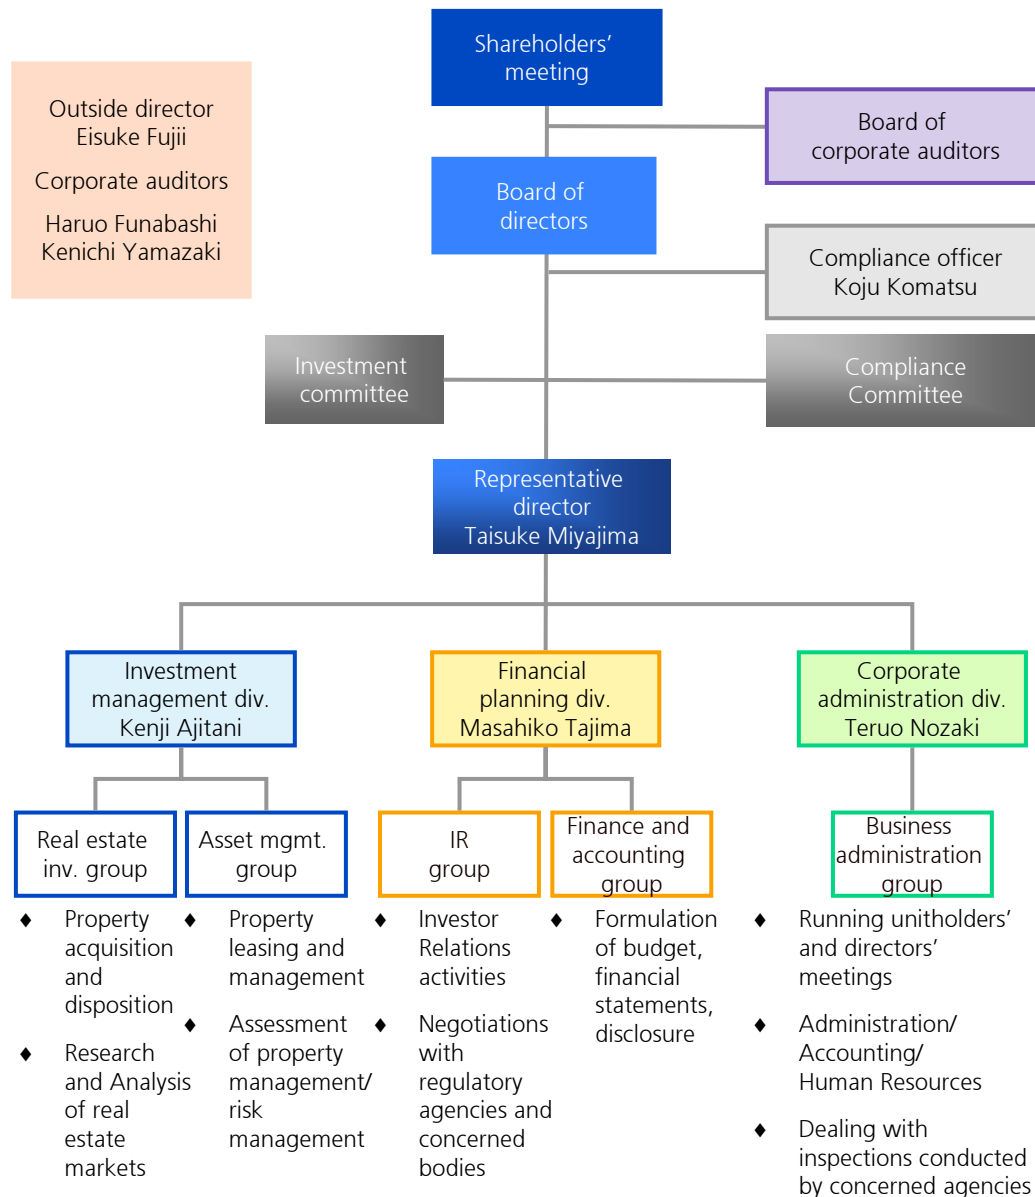 Shareholders’
meeting
Outside director
Eisuke Fujii
Corporate auditors
Haruo Funabashi
Kenichi Yamazaki
Board of
corporate auditors
Board of
directors
Compliance officer
Koju Komatsu
Investment
committee
Compliance
Committee
Representative
director
Taisuke Miyajima
Investment
management div.
Kenji Ajitani
Financial
planning div.
Masahiko Tajima
Corporate
administration div.
Teruo Nozaki
Real estate
inv. group
Asset mgmt.
group
IR
group
Finance and
accounting
group
Business
administration
group
♦ Property
acquisition
and
disposition
♦ Research
and Analysis
of real
estate
markets
♦ Property
leasing and
management
♦ Assessment
of property
management/
risk
management
♦ Investor
Relations
activities
♦ Negotiations
with
regulatory
agencies and
concerned
bodies
♦ Formulation
of budget,
financial
statements,
disclosure
♦ Running unitholders’
and directors’
meetings
♦ Administration/
Accounting/
Human Resources
♦ Dealing with
inspections conducted
by concerned agencies